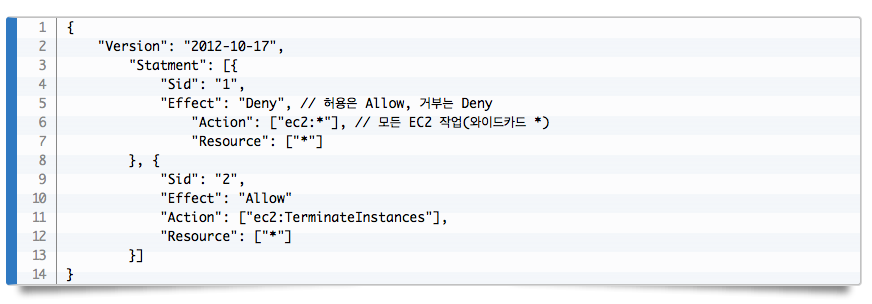 1 {
2 "Version": "2012-10-17",
3 "Statment": [{
4 "Sid": "1",
5 "Effect": "Deny", // 허용은 Allow, 거부는 Deny
6 "Action": ["ec2:*"], // 모든 EC2 작업(와이드카드 *)
7 "Resource": ["*"]
8 }, {
9 "Sid": "2",
10 "Effect": "Allow"
11 "Action": ["ec2:TerminateInstances"],
12 "Resource": ["*"]
13 }]
14 }